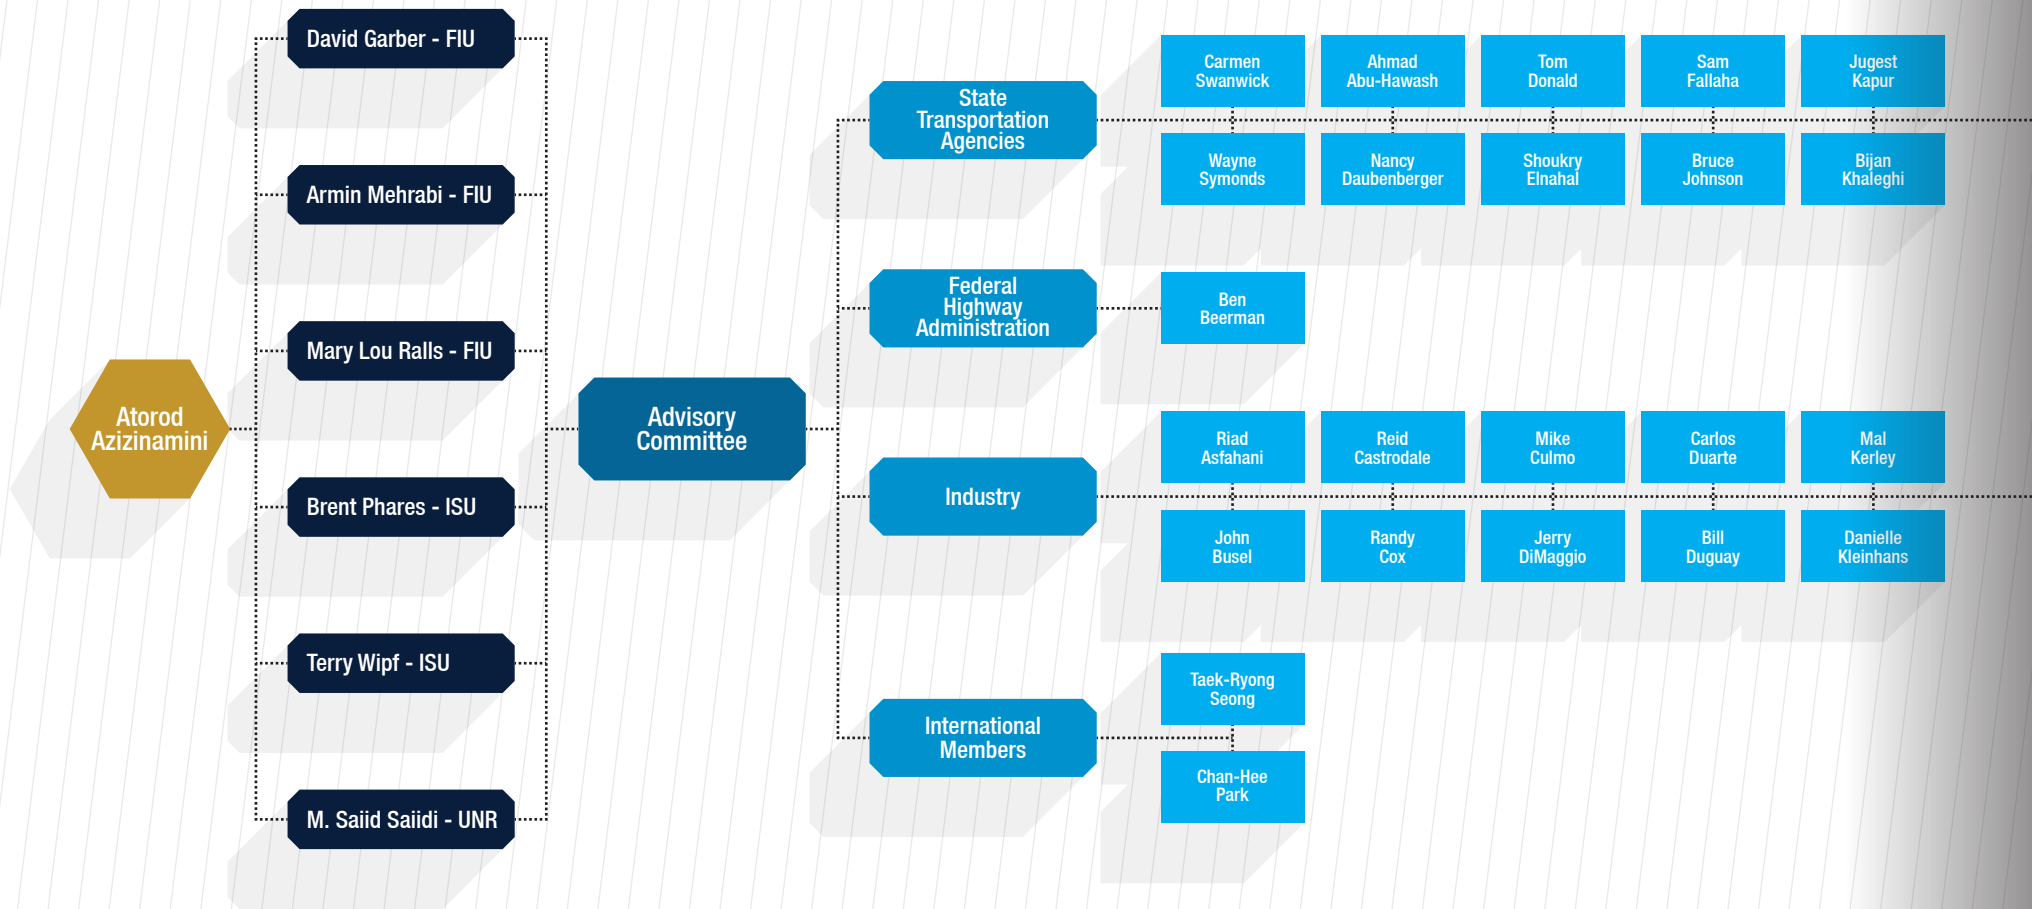 Atorod
Azizinamini
David Garber - FIU
Armin Mehrabi - FIU
Mary Lou Ralls - FIU
Brent Phares - ISU
Terry Wipf - ISU
M. Saiid Saiidi - UNR
Advisory
Committee
State
Transportation
Agencies
Carmen
Swanwick
Ahmad
Abu-Hawash
Tom
Donald
Sam
Fallaha
Jugest
Kapur
Wayne
Symonds
Nancy
Daubenberger
Shoukry
Elnahal
Bruce
Johnson
Bijan
Khaleghi
Federal
Highway
Administration
Ben
Beerman
Industry
Riad
Asfahani
Reid
Castrodale
Mike
Culmo
Carlos
Duarte
Mal
Kerley
John
Busel
Randy
Cox
Jerry
DiMaggio
Bill
Duguay
Danielle
Kleinhans
International
Members
Taek-Ryong
Seong
Chan-Hee
Park